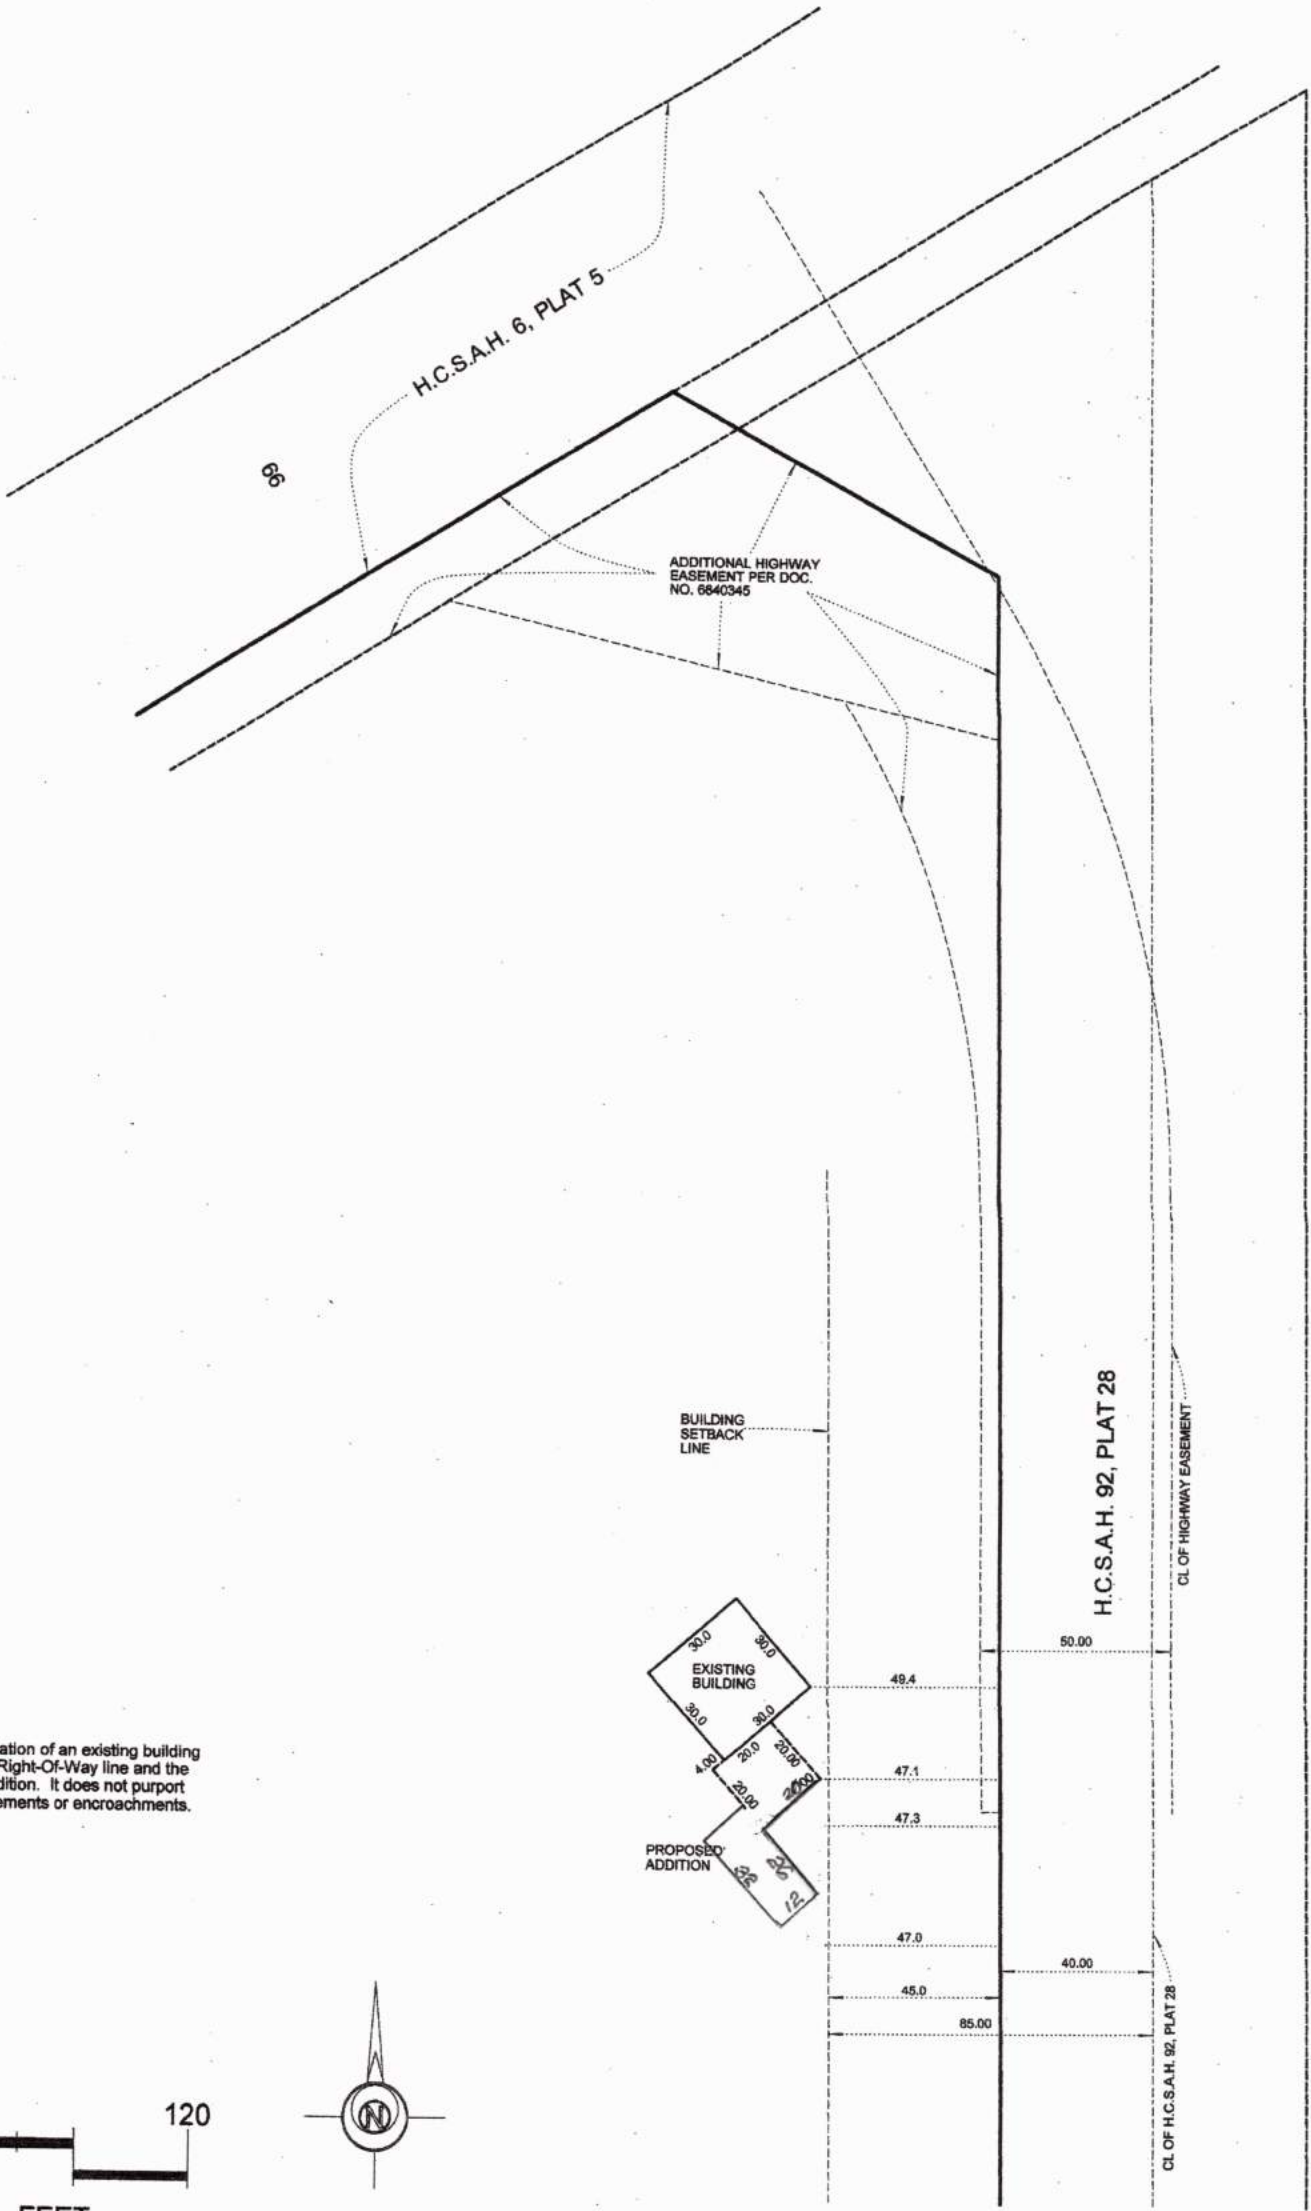 H.C.S.A.H. 6, PLAT 5
66
ADDITIONAL HIGHWAY
EASEMENT PER DOC.
NO. 6640345
BUILDING
SETBACK
LINE
H.C.S.A.H. 92, PLAT 28
CL OF HIGHWAY EASEMENT
50.00
30.0
30.0
EXISTING
BUILDING
49.4
30.0
30.0
ation of an existing building
Right-Of-Way line and the
dition. It does not purport
ements or encroachments.
4.00
20.0
20.00
47.1
20.00
47.3
PROPOSED
ADDITION
26
12
47.0
40.00
45.0
85.00
CL OF H.C.S.A.H. 92, PLAT 28
120
N
FEET